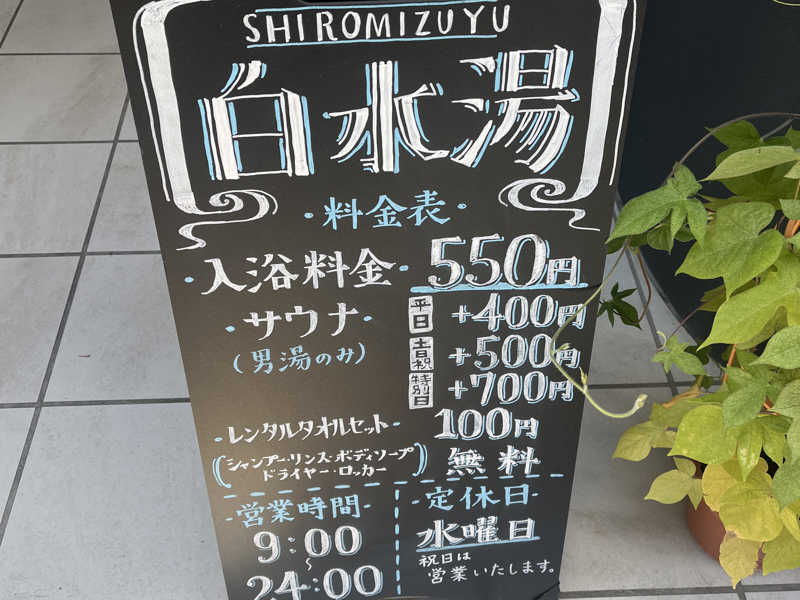 SHIROMIZUYU
白水湯
・料金表・
・入浴料金・ 550円
・サウナ・ 平日 +400円
(男湯のみ) 土日祝 +500円
特別日 +700円
・レンタルタオルセット・ 100円
(シャンプー・リンス・ボディソープ
ドライヤー・ロッカー) 無料
・営業時間・
9:00
~
24:00
・定休日・
水曜日
祝日は
営業いたします。